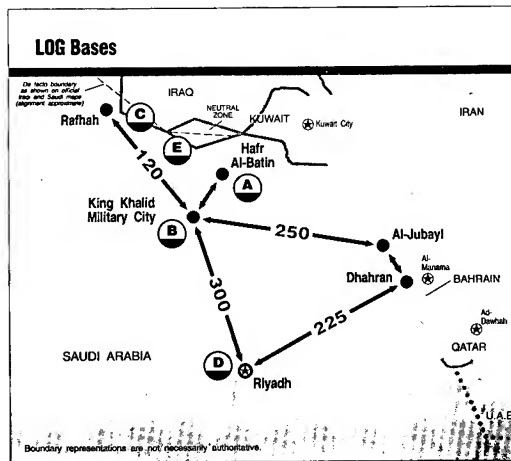 LOG Bases
De facto boundary
as shown on official
Iraqi and Saudi maps
(alignment approximate)
IRAQ
IRAN
NEUTRAL
ZONE
KUWAIT
Kuwait City
Rafhah
C
E
Hafr
Al-Batin
A
120
King Khalid
Military City
B
250
Al-Jubayl
Al-
Manama
Dhahran
BAHRAIN
300
225
Ad-
Dawhah
QATAR
SAUDI ARABIA
D
Riyadh
U.A.E
Boundary representations are not necessarily authoritative.